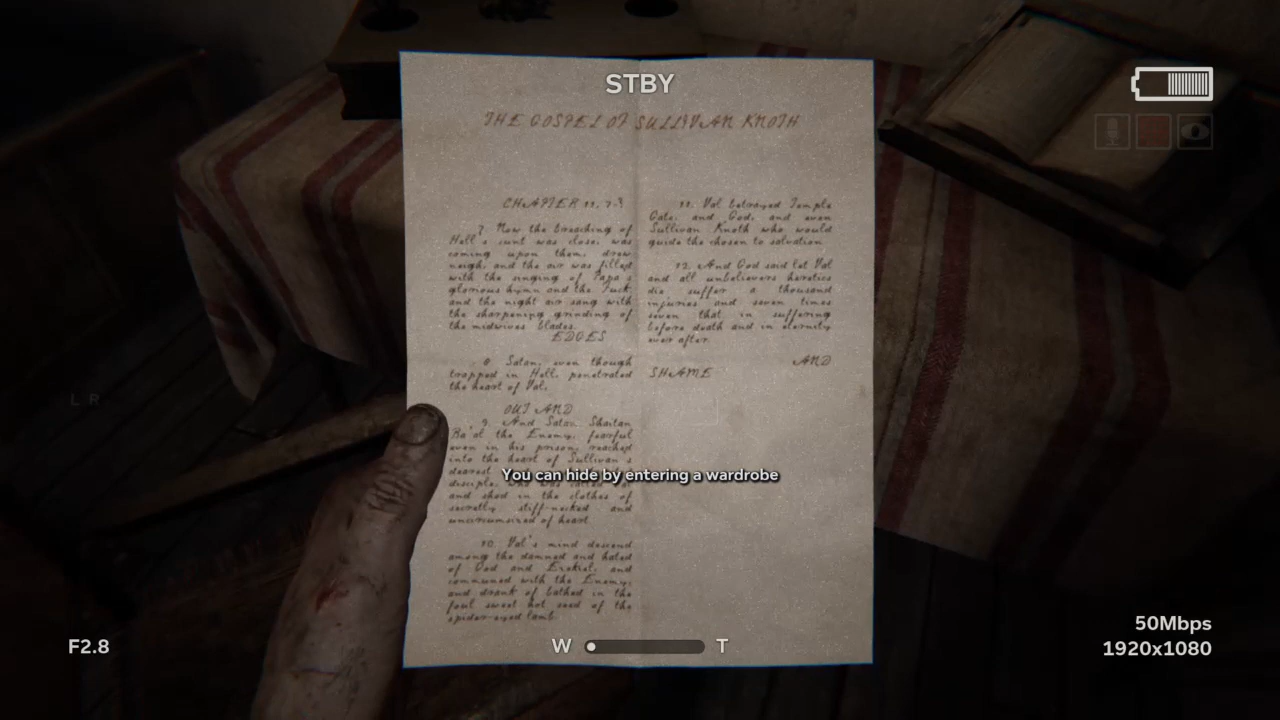 STBY
THE GOSPEL OF SULLIVAN KNOTH
CHAPTER 11, 7-
7. Now the breaching of
Hell's cunt was close, was
coming upon them, drew
neigh, and the air was filled
with the singing of Papa's
glorious hymn and the Fuck,
and the night air sang with
the sharpening grinding of
the midwives blades.
EDGES
8 Satan, even though
trapped in Hell, penetrated
the heart of Val,
OUT AND
9. And Satan, Shaitan
Ra'al the Enemy, fearful
even in his prison, reached
into the heart of Sullivan's
dearest
You can hide by entering a wardrobe
disciple, who was called Val
and shod in the clothes of
secretly stiff-necked and
uncircumcised of heart
10. Val's mind descend
among the damned and hated
of God and Ezekiel, and
communed with the Enemy,
and drank of bathed in the
foul sweet hot seed of the
spider-eyed lamb.
11. Val betrayed Temple
Gate, and God, and even
Sullivan Knoth who would
guide the chosen to salvation.
12. And God said let Val
and all unbelievers heretics
die suffer a thousand
injuries and seven times
seven that in suffering
before death and in eternity
ever after.
AND
SHAME
L R
F2.8
W T
50Mbps
1920x1080